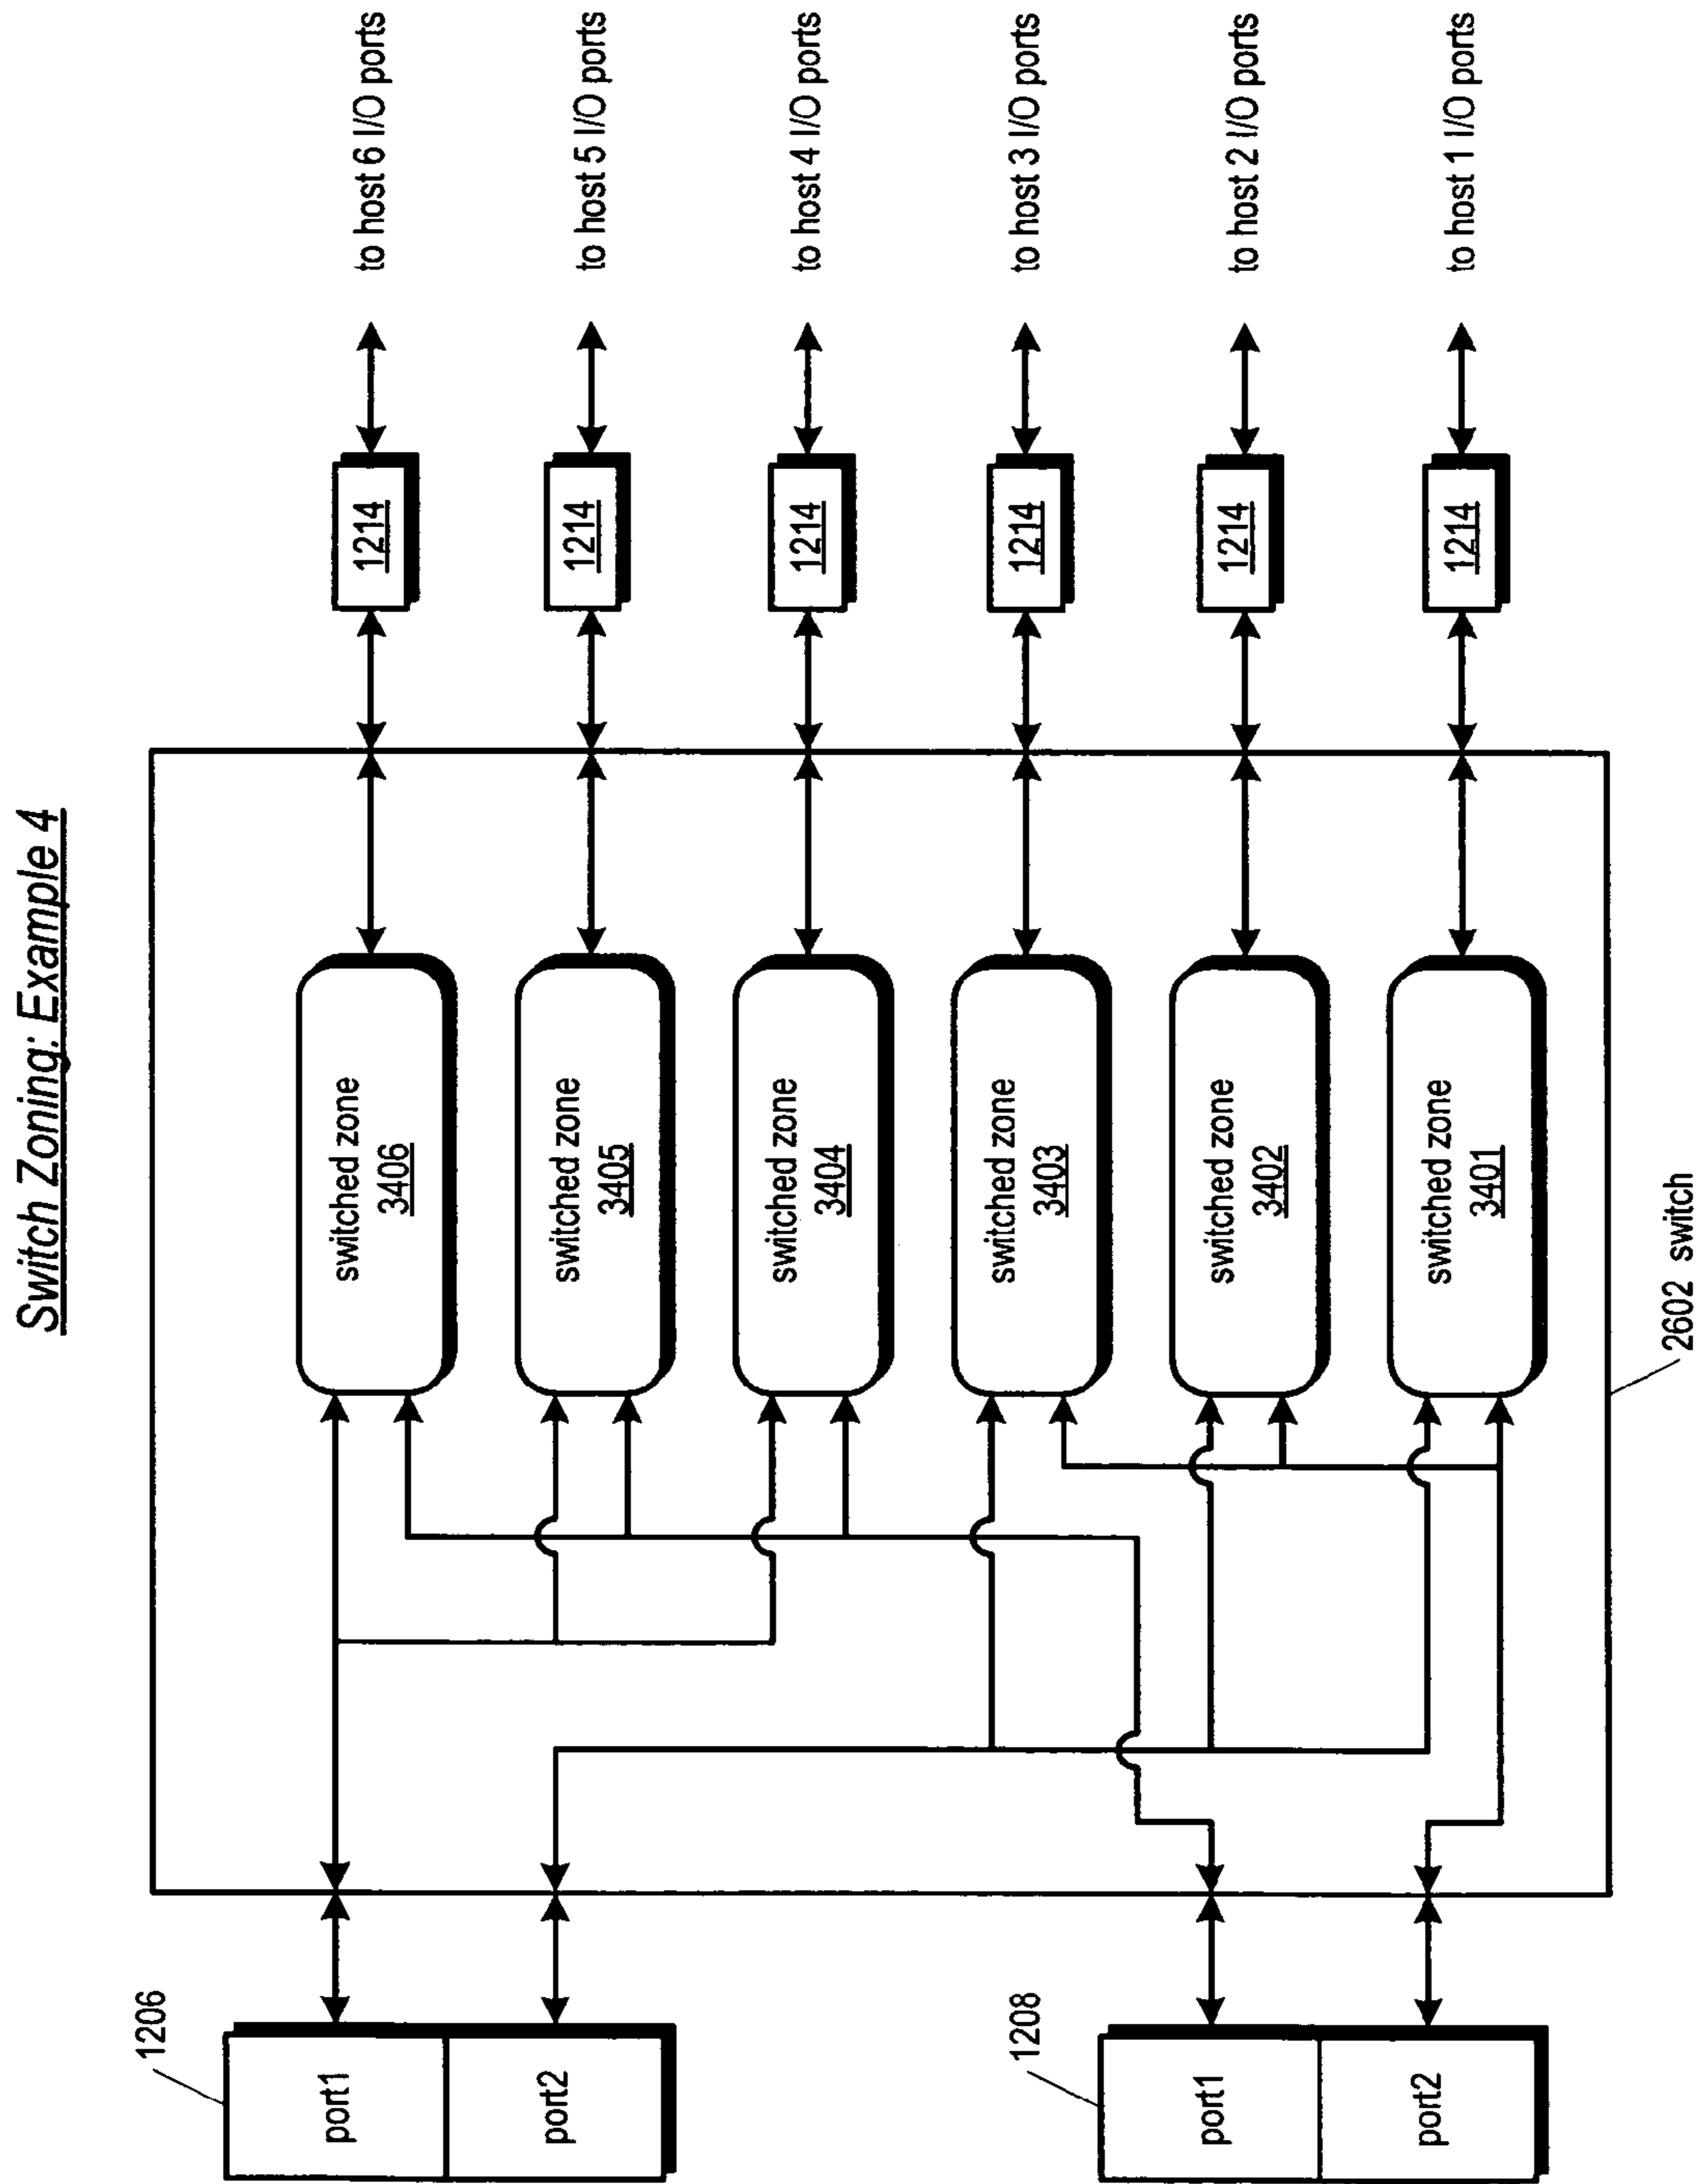 Switch Zoning: Example 4
1206
port1
switched zone
3406
1214
to host 6 I/O ports
port2
switched zone
3405
1214
to host 5 I/O ports
switched zone
3404
1214
to host 4 I/O ports
switched zone
3403
1214
to host 3 I/O ports
1208
port1
switched zone
3402
1214
to host 2 I/O ports
port2
switched zone
3401
1214
to host 1 I/O ports
2602 switch